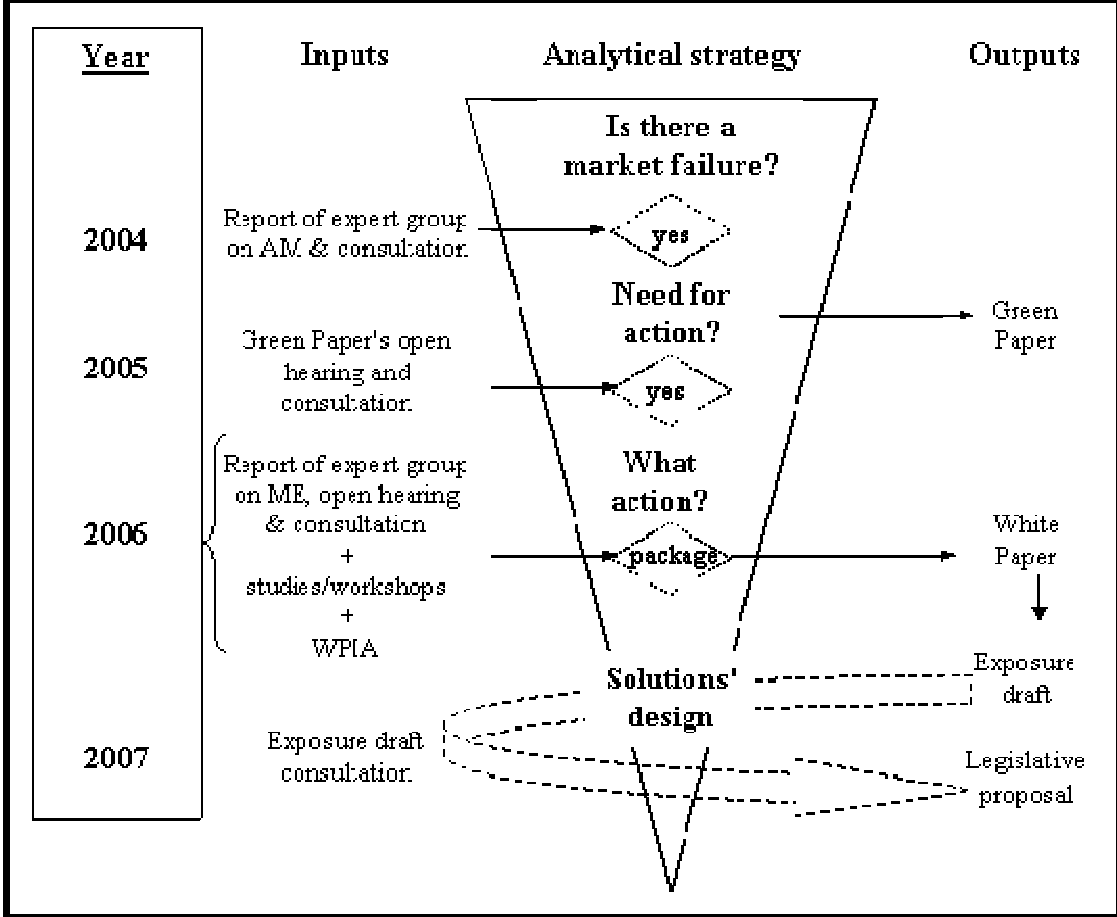 Year
Inputs
Analytical strategy
Outputs
Is there a
market failure?
2004
Report of expert group
on AM & consultation
yes
Need for
action?
Green
Paper
2005
Green Paper's open
hearing and
consultation
yes
What
action?
2006
Report of expert group
on ME, open hearing
& consultation
+
studies/workshops
+
WPIA
package
White
Paper
Solutions'
design
Exposure
draft
2007
Exposure draft
consultation
Legislative
proposal